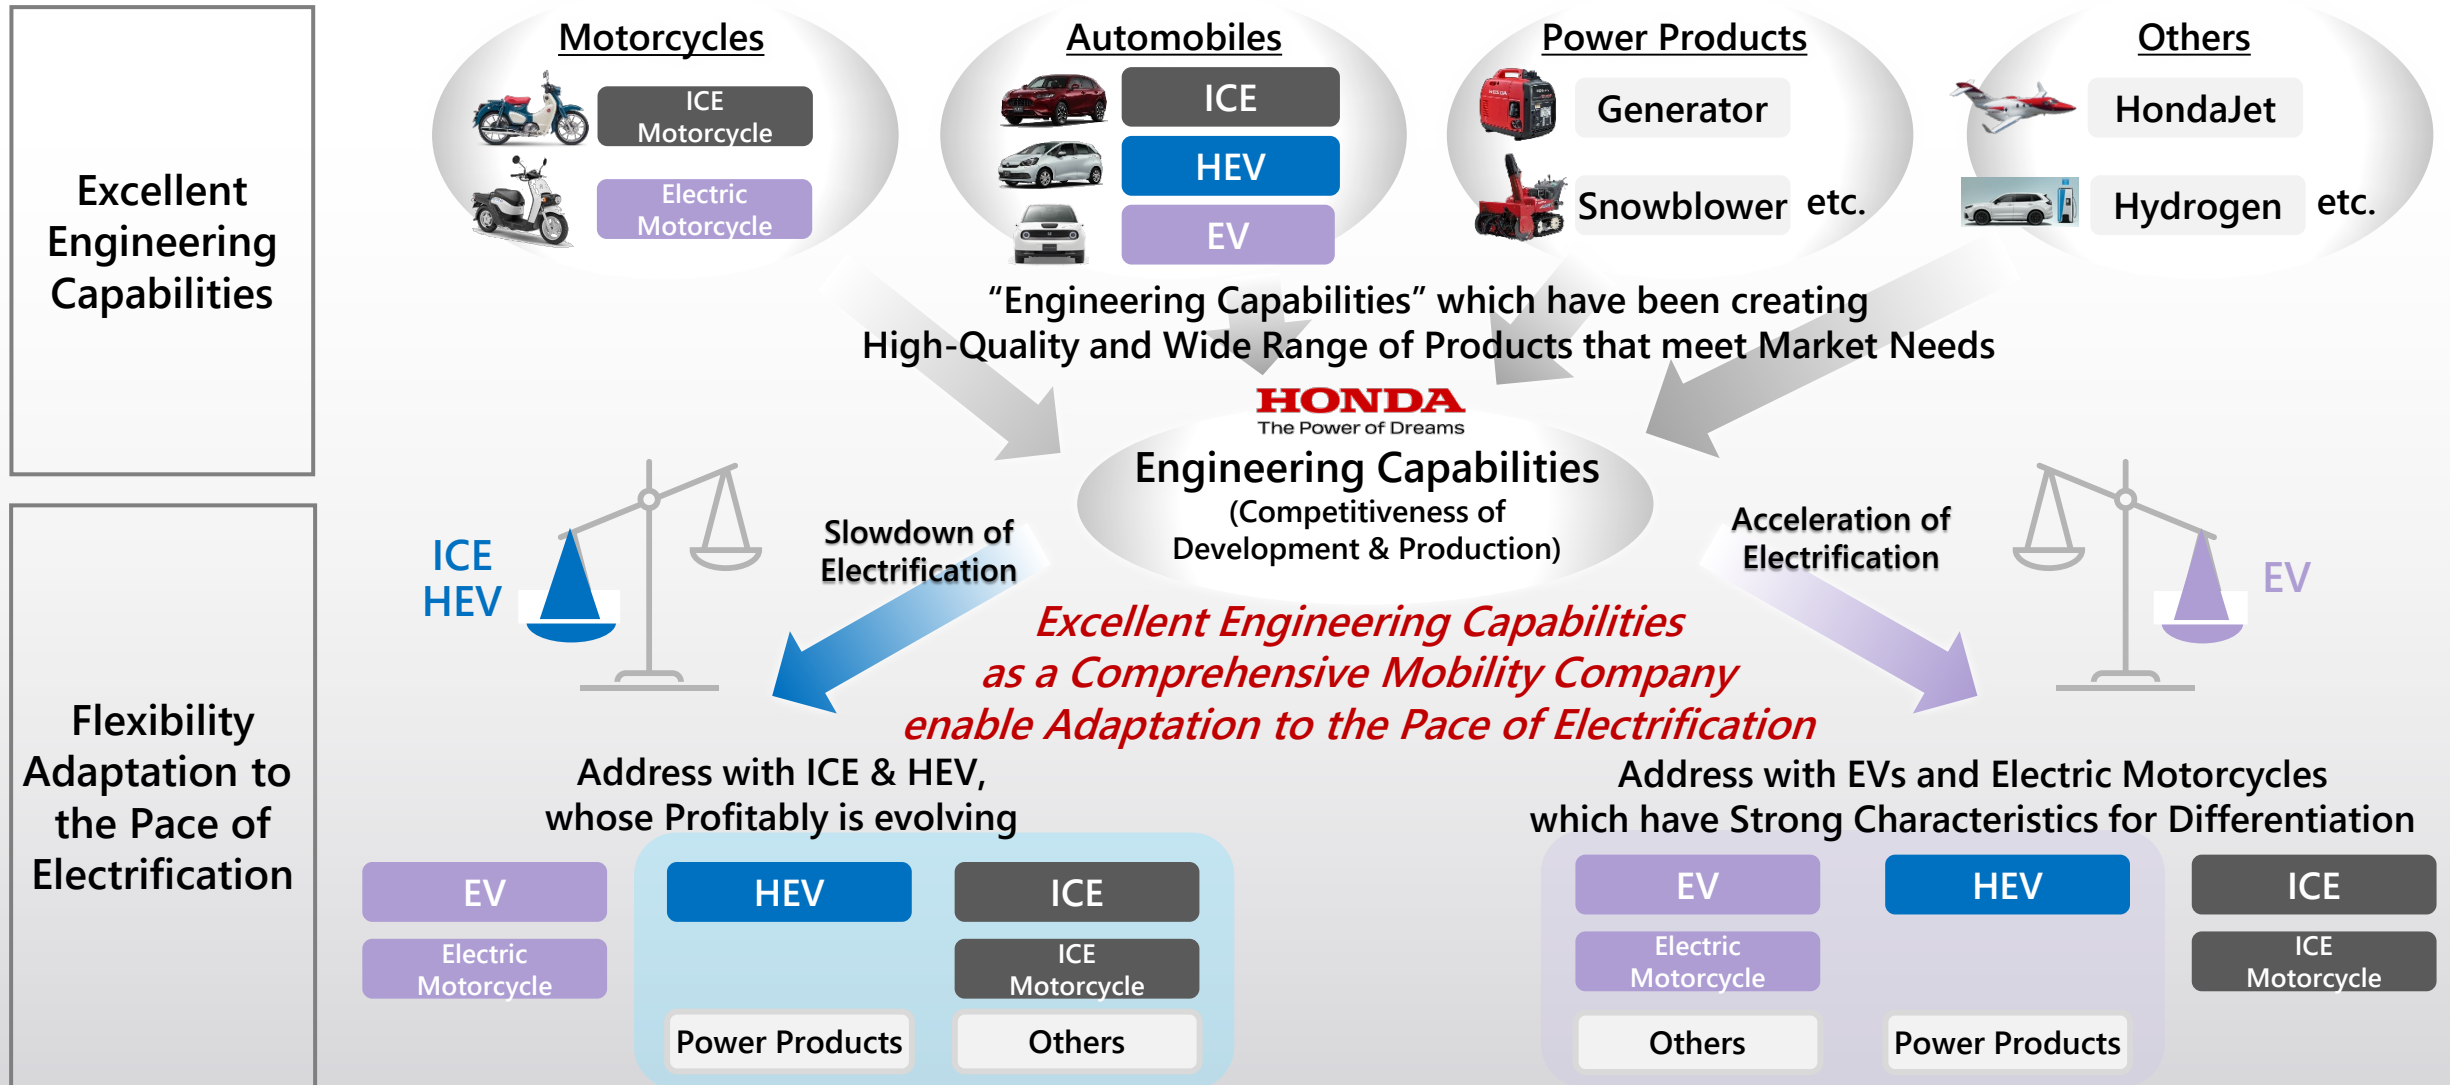 Excellent
Engineering
Capabilities
Motorcycles
ICE
Motorcycle
Electric
Motorcycle
Automobiles
ICE
HEV
EV
Power Products
Generator
Snowblower etc.
Others
HondaJet
Hydrogen etc.
“Engineering Capabilities” which have been creating
High-Quality and Wide Range of Products that meet Market Needs
HONDA
The Power of Dreams
Engineering Capabilities
(Competitiveness of
Development & Production)
Flexibility
Adaptation to
the Pace of
Electrification
ICE
HEV
Slowdown of
Electrification
Acceleration of
Electrification
EV
Excellent Engineering Capabilities
as a Comprehensive Mobility Company
enable Adaptation to the Pace of Electrification
Address with ICE & HEV,
whose Profitably is evolving
EV
HEV
ICE
Electric
Motorcycle
ICE
Motorcycle
Power Products
Others
Address with EVs and Electric Motorcycles
which have Strong Characteristics for Differentiation
EV
HEV
ICE
Electric
Motorcycle
ICE
Motorcycle
Others
Power Products